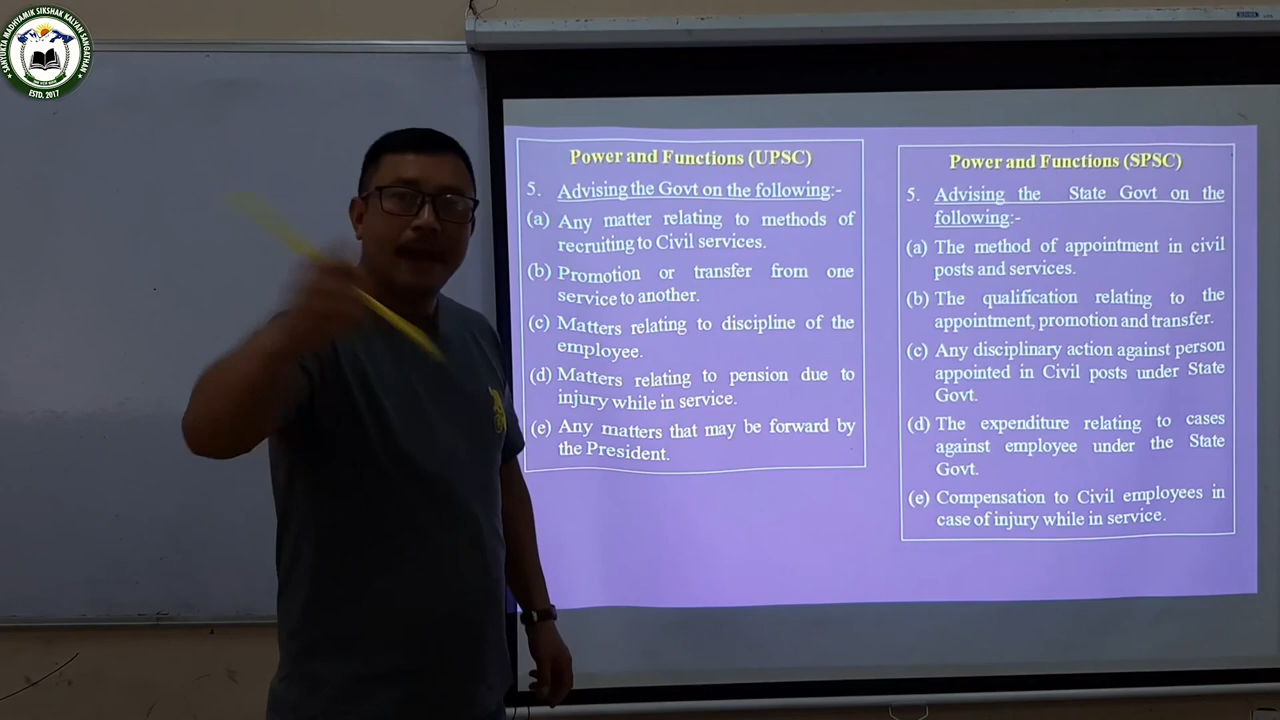 SANYUKTA MADHYAMIK SIKSHAK KALYAN SANGATHAN
ESTD. 2017
Power and Functions (UPSC)
5. Advising the Govt on the following:-
(a) Any matter relating to methods of
recruiting to Civil services.
(b) Promotion or transfer from one
service to another.
(c) Matters relating to discipline of the
employee.
(d) Matters relating to pension due to
injury while in service.
(e) Any matters that may be forward by
the President.
Power and Functions (SPSC)
5. Advising the State Govt on the
following:-
(a) The method of appointment in civil
posts and services.
(b) The qualification relating to the
appointment, promotion and transfer.
(c) Any disciplinary action against person
appointed in Civil posts under State
Govt.
(d) The expenditure relating to cases
against employee under the State
Govt.
(e) Compensation to Civil employees in
case of injury while in service.